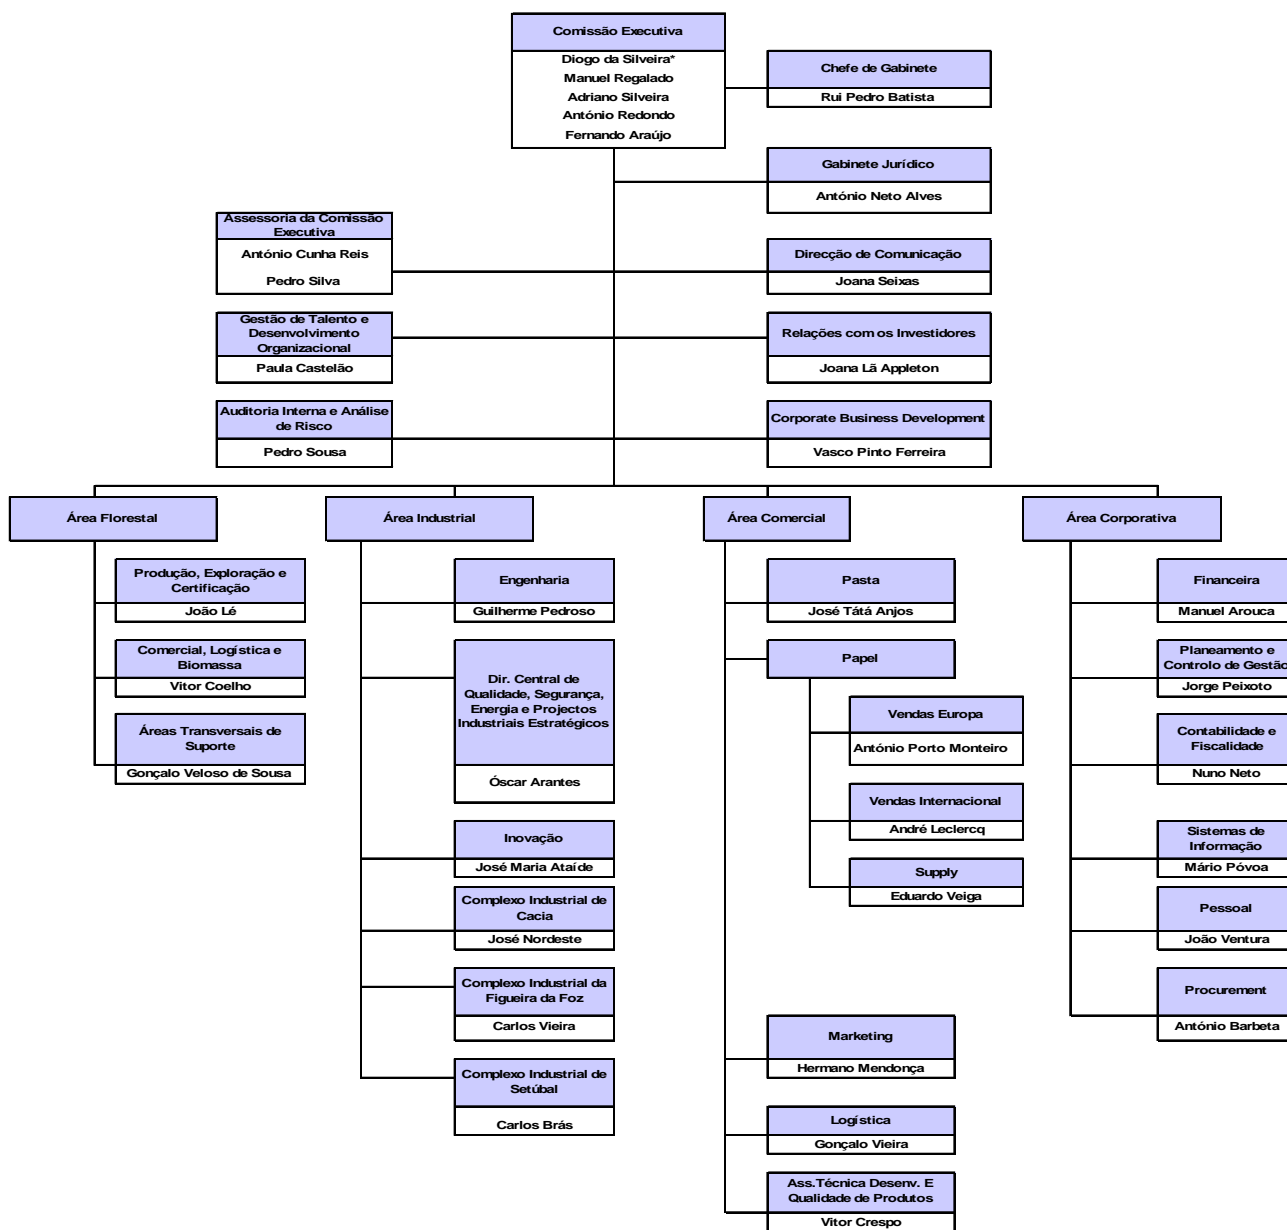 Comissão Executiva
Diogo da Silveira*
Manuel Regalado
Adriano Silveira
António Redondo
Fernando Araújo
Chefe de Gabinete
Rui Pedro Batista
Gabinete Jurídico
António Neto Alves
Assessoria da Comissão
Executiva
António Cunha Reis
Pedro Silva
Direcção de Comunicação
Joana Seixas
Gestão de Talento e
Desenvolvimento
Organizacional
Paula Castelão
Relações com os Investidores
Joana Lã Appleton
Auditoria Interna e Análise
de Risco
Pedro Sousa
Corporate Business Development
Vasco Pinto Ferreira
Área Florestal
Produção, Exploração e
Certificação
João Lé
Comercial, Logística e
Biomassa
Vitor Coelho
Áreas Transversais de
Suporte
Gonçalo Veloso de Sousa
Área Industrial
Engenharia
Guilherme Pedroso
Dir. Central de
Qualidade, Segurança,
Energia e Projectos
Industriais Estratégicos
Óscar Arantes
Inovação
José Maria Ataíde
Complexo Industrial de
Cacia
José Nordeste
Complexo Industrial da
Figueira da Foz
Carlos Vieira
Complexo Industrial de
Setúbal
Carlos Brás
Área Comercial
Pasta
José Tátá Anjos
Papel
Vendas Europa
António Porto Monteiro
Vendas Internacional
André Leclercq
Supply
Eduardo Veiga
Marketing
Hermano Mendonça
Logística
Gonçalo Vieira
Ass.Técnica Desenv. E
Qualidade de Produtos
Vitor Crespo
Área Corporativa
Financeira
Manuel Arouca
Planeamento e
Controlo de Gestão
Jorge Peixoto
Contabilidade e
Fiscalidade
Nuno Neto
Sistemas de
Informação
Mário Póvoa
Pessoal
João Ventura
Procurement
António Barbeta